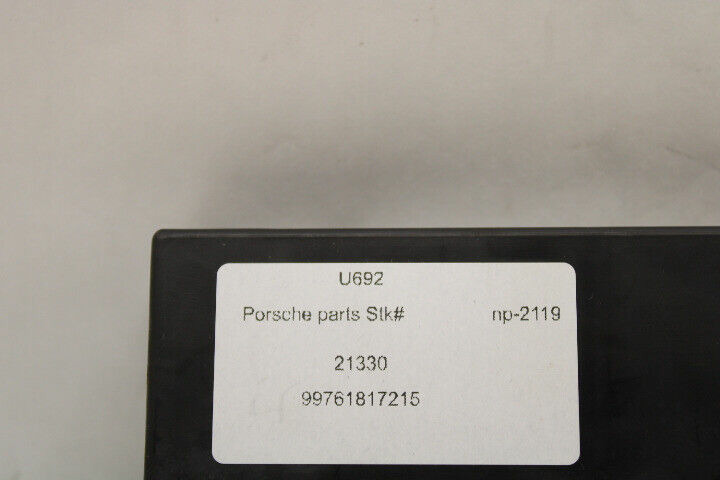 U692
Porsche parts Stk# np-2119
21330
99761817215